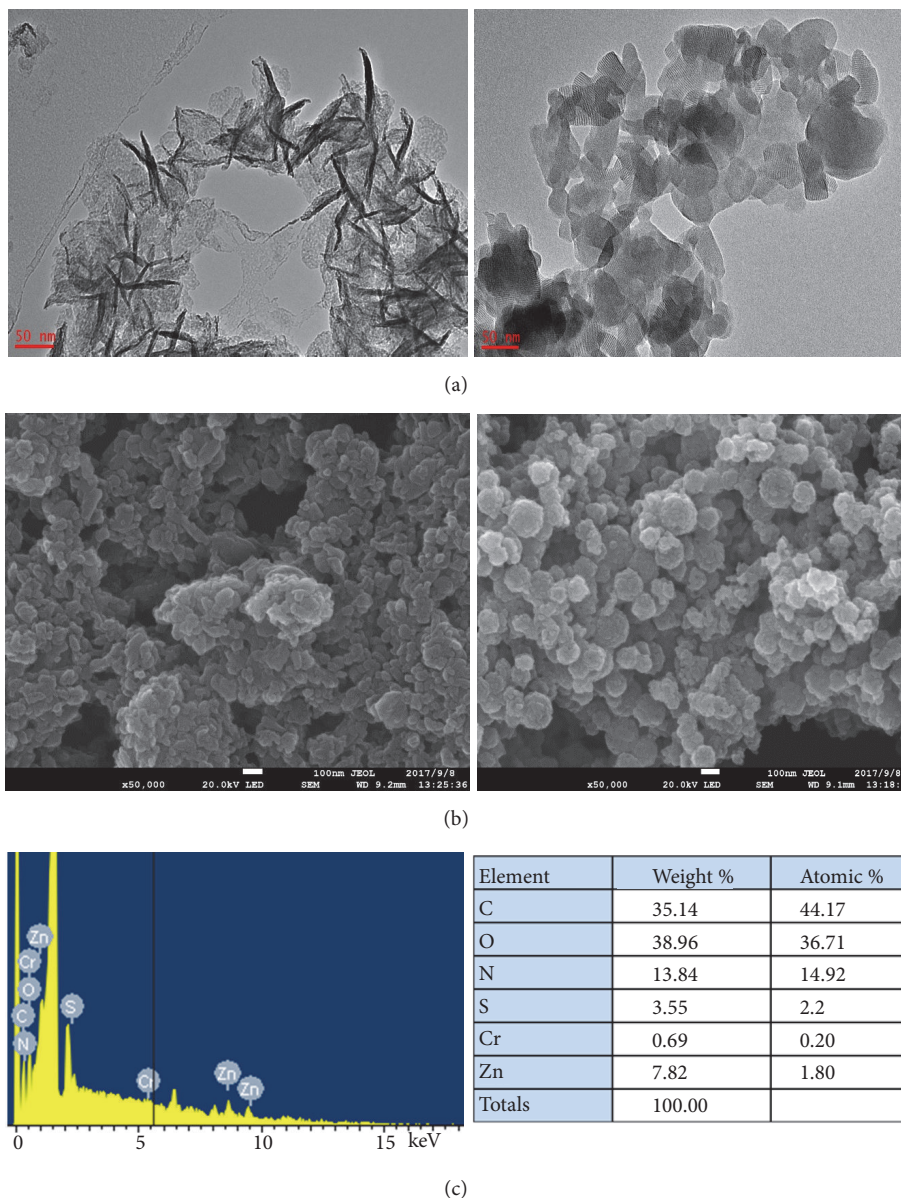 50 nm
50 nm
(a)
100nm JEOL 2017/9/8
x50,000 20.0kV LED SEM WD 9.2mm 13:25:36
100nm JEOL 2017/9/8
x50,000 20.0kV LED SEM WD 9.1mm 13:18:
(b)
Zn
Cr
O
C
N
S
Cr
Zn
Zn
0 5 10 15 keV
Element Weight % Atomic %
C 35.14 44.17
O 38.96 36.71
N 13.84 14.92
S 3.55 2.2
Cr 0.69 0.20
Zn 7.82 1.80
Totals 100.00
(c)